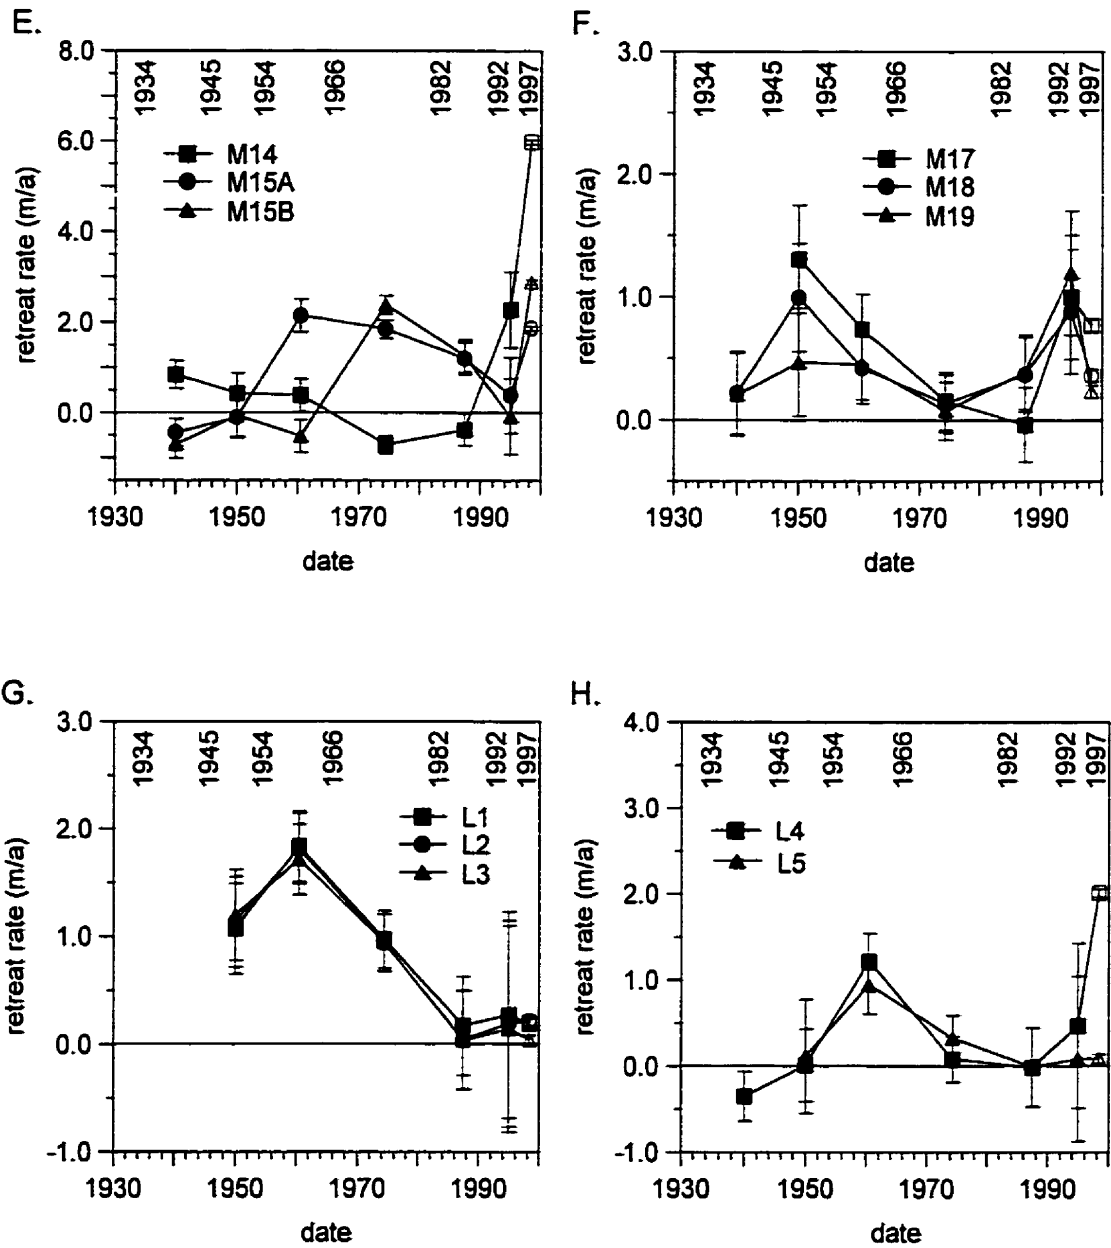 E.
8.0
6.0
4.0
2.0
0.0
retreat rate (m/a)
1934
1945
1954
1966
1982
1992
1997
M14
M15A
M15B
1930
1950
1970
1990
date
F.
3.0
2.0
1.0
0.0
retreat rate (m/a)
1934
1945
1954
1966
1982
1992
1997
M17
M18
M19
1930
1950
1970
1990
date
G.
3.0
2.0
1.0
0.0
-1.0
retreat rate (m/a)
1934
1945
1954
1966
1982
1992
1997
L1
L2
L3
1930
1950
1970
1990
date
H.
4.0
3.0
2.0
1.0
0.0
-1.0
retreat rate (m/a)
1934
1945
1954
1966
1982
1992
1997
L4
L5
1930
1950
1970
1990
date